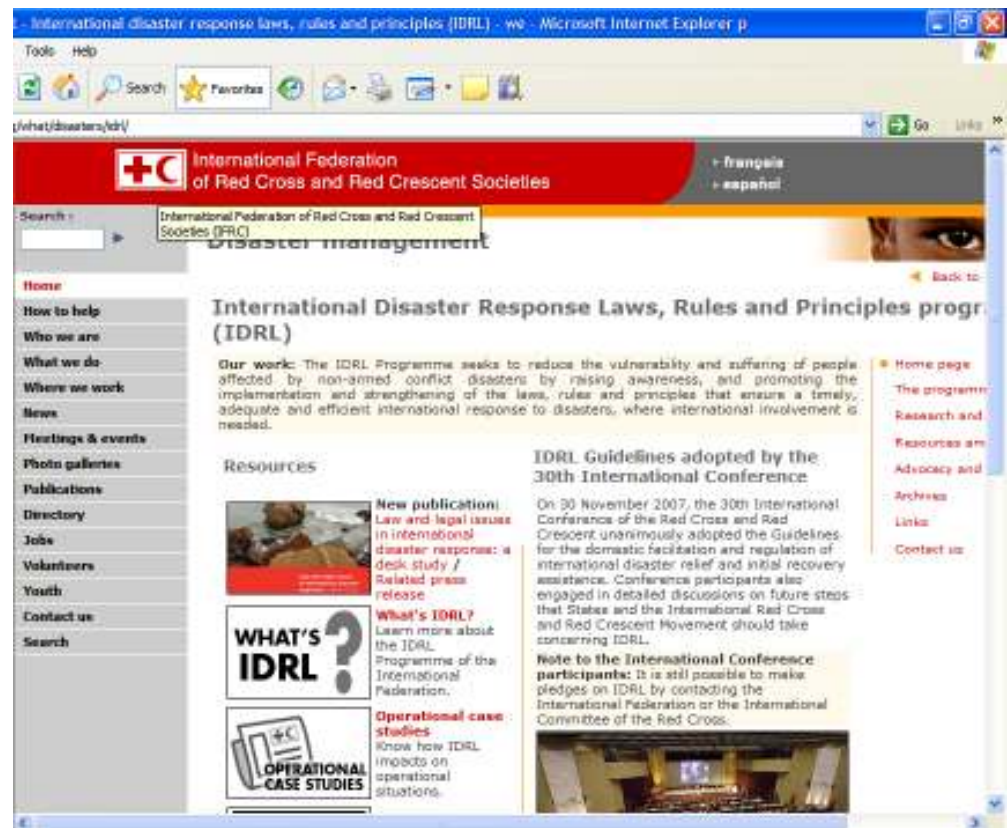 - International disaster response laws, rules and principles (IDRL) - we - Microsoft Internet Explorer p
Tools Help
Search Favorites
/what/disasters/idrl/
Go Links »
International Federation
of Red Cross and Red Crescent Societies
français
español
Search :
International Federation of Red Cross and Red Crescent
Societies (IFRC)
Disaster management
Back to
Home
How to help
Who we are
What we do
Where we work
News
Meetings & events
Photo galleries
Publications
Directory
Jobs
Volunteers
Youth
Contact us
Search
International Disaster Response Laws, Rules and Principles progr
(IDRL)
Our work: The IDRL Programme seeks to reduce the vulnerability and suffering of people
affected by non-armed conflict disasters by raising awareness, and promoting the
implementation and strengthening of the laws, rules and principles that ensure a timely,
adequate and efficient international response to disasters, where international involvement is
needed.
Resources
New publication:
Law and legal issues
in international
disaster response: a
desk study /
Related press
release
WHAT'S
IDRL
?
What's IDRL?
Learn more about
the IDRL
Programme of the
International
Federation.
OPERATIONAL
CASE STUDIES
Operational case
studies
Know how IDRL
impacts on
operational
situations.
IDRL Guidelines adopted by the
30th International Conference
On 30 November 2007, the 30th International
Conference of the Red Cross and Red
Crescent unanimously adopted the Guidelines
for the domestic facilitation and regulation of
international disaster relief and initial recovery
assistance. Conference participants also
engaged in detailed discussions on future steps
that States and the International Red Cross
and Red Crescent Movement should take
concerning IDRL.
Note to the International Conference
participants: It is still possible to make
pledges on IDRL by contacting the
International Federation or the International
Committee of the Red Cross.
Home page
The programm
Research and
Resources an
Advocacy and
Archives
Links
Contact us